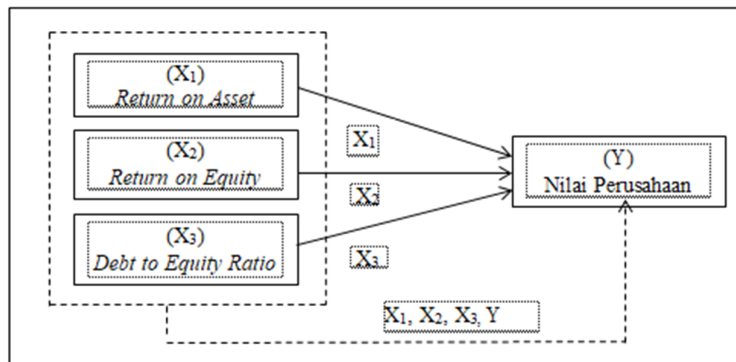 (X₁)
Return on Asset
(X₂)
Return on Equity
(X₃)
Debt to Equity Ratio
X₁
X₂
X₃
(Y)
Nilai Perusahaan
X₁, X₂, X₃, Y